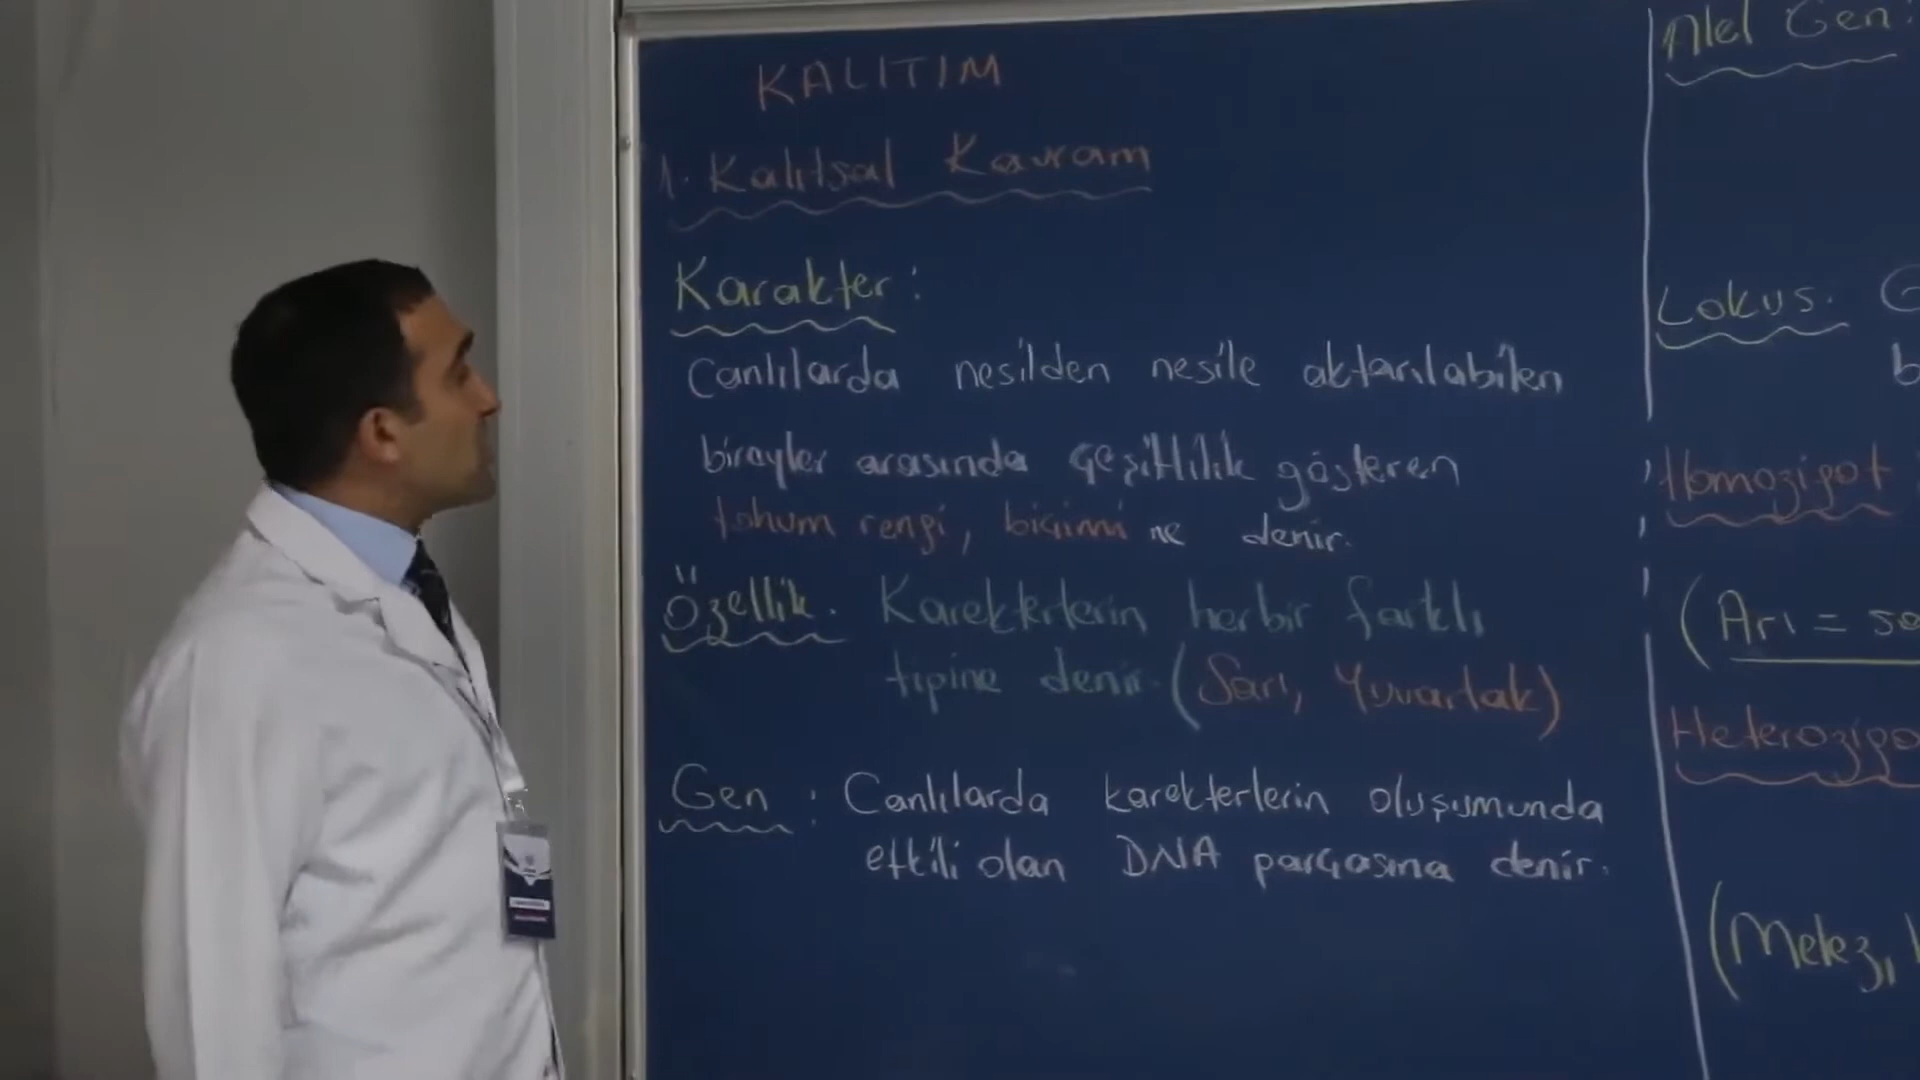 KALITIM
1. Kalıtsal Kavram
Karakter:
Canlılarda nesilden nesile aktarılabilen
bireyler arasında çeşitlilik gösteren
tohum rengi, biçimi ne denir.
Özellik. Karekterlerin herbir farklı
tipine denir. (Sarı, Yuvarlak)
Gen : Canlılarda karekterlerin oluşumunda
etkili olan DNA parçasına denir.
Alel Gen:
Lokus. G
b
Homozigot
(Arı = sa
Heterozigo
(Melez,